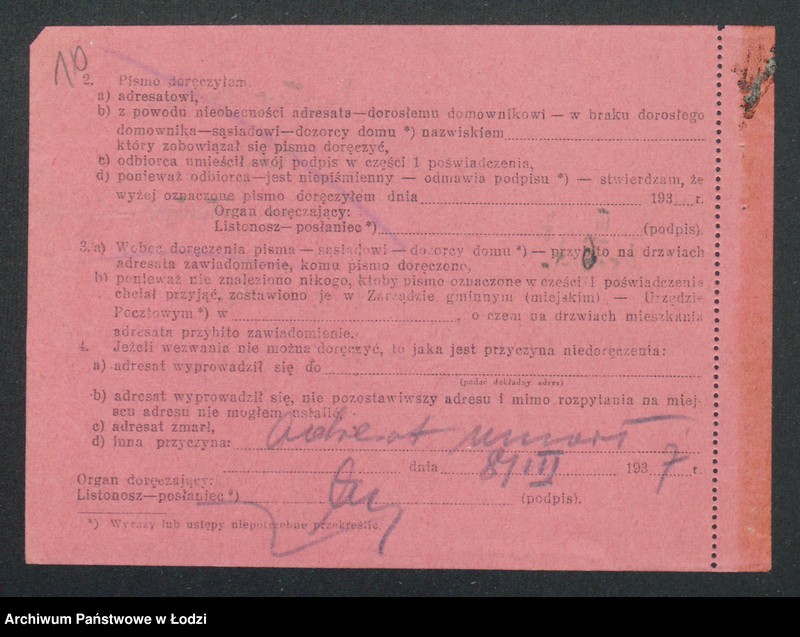 10
2. Pismo doręczyłem
a) adresatowi,
b) z powodu nieobecności adresata—dorosłemu domownikowi — w braku dorosłego
domownika—sąsiadowi—dozorcy domu *) nazwiskiem
który zobowiązał się pismo doręczyć,
c) odbiorca umieścił swój podpis w części 1 poświadczenia,
d) ponieważ odbiorca—jest niepiśmienny — odmawia podpisu *) — stwierdzam, że
wyżej oznaczone pismo doręczyłem dnia 193 r.
Organ doręczający:
Listonosz—posłaniec *) (podpis).
3. a) Wobec doręczenia pisma — sąsiadowi — dozorcy domu *) — przybito na drzwiach
adresata zawiadomienie, komu pismo doręczono,
b) ponieważ nie znaleziono nikogo, ktoby pismo oznaczone w części 1 poświadczenia
chciał przyjąć, zostawiono je w Zarządzie gminnym (miejskim) — Urzędzie
Pocztowym *) w , o czem na drzwiach mieszkania
adresata przybito zawiadomienie.
4. Jeżeli wezwania nie można doręczyć, to jaka jest przyczyna niedoręczenia:
a) adresat wyprowadził się do
(podać dokładny adres)
b) adresat wyprowadził się, nie pozostawiwszy adresu i mimo rozpytania na miej-
scu adresu nie mogłem ustalić,
c) adresat zmarł,
d) inna przyczyna: adresat umarł
dnia 8/III 1937 r.
Organ doręczający:
Listonosz—posłaniec *) (podpis).
*) Wyrazy lub ustępy niepotrzebne przekreślić.
Archiwum Państwowe w Łodzi